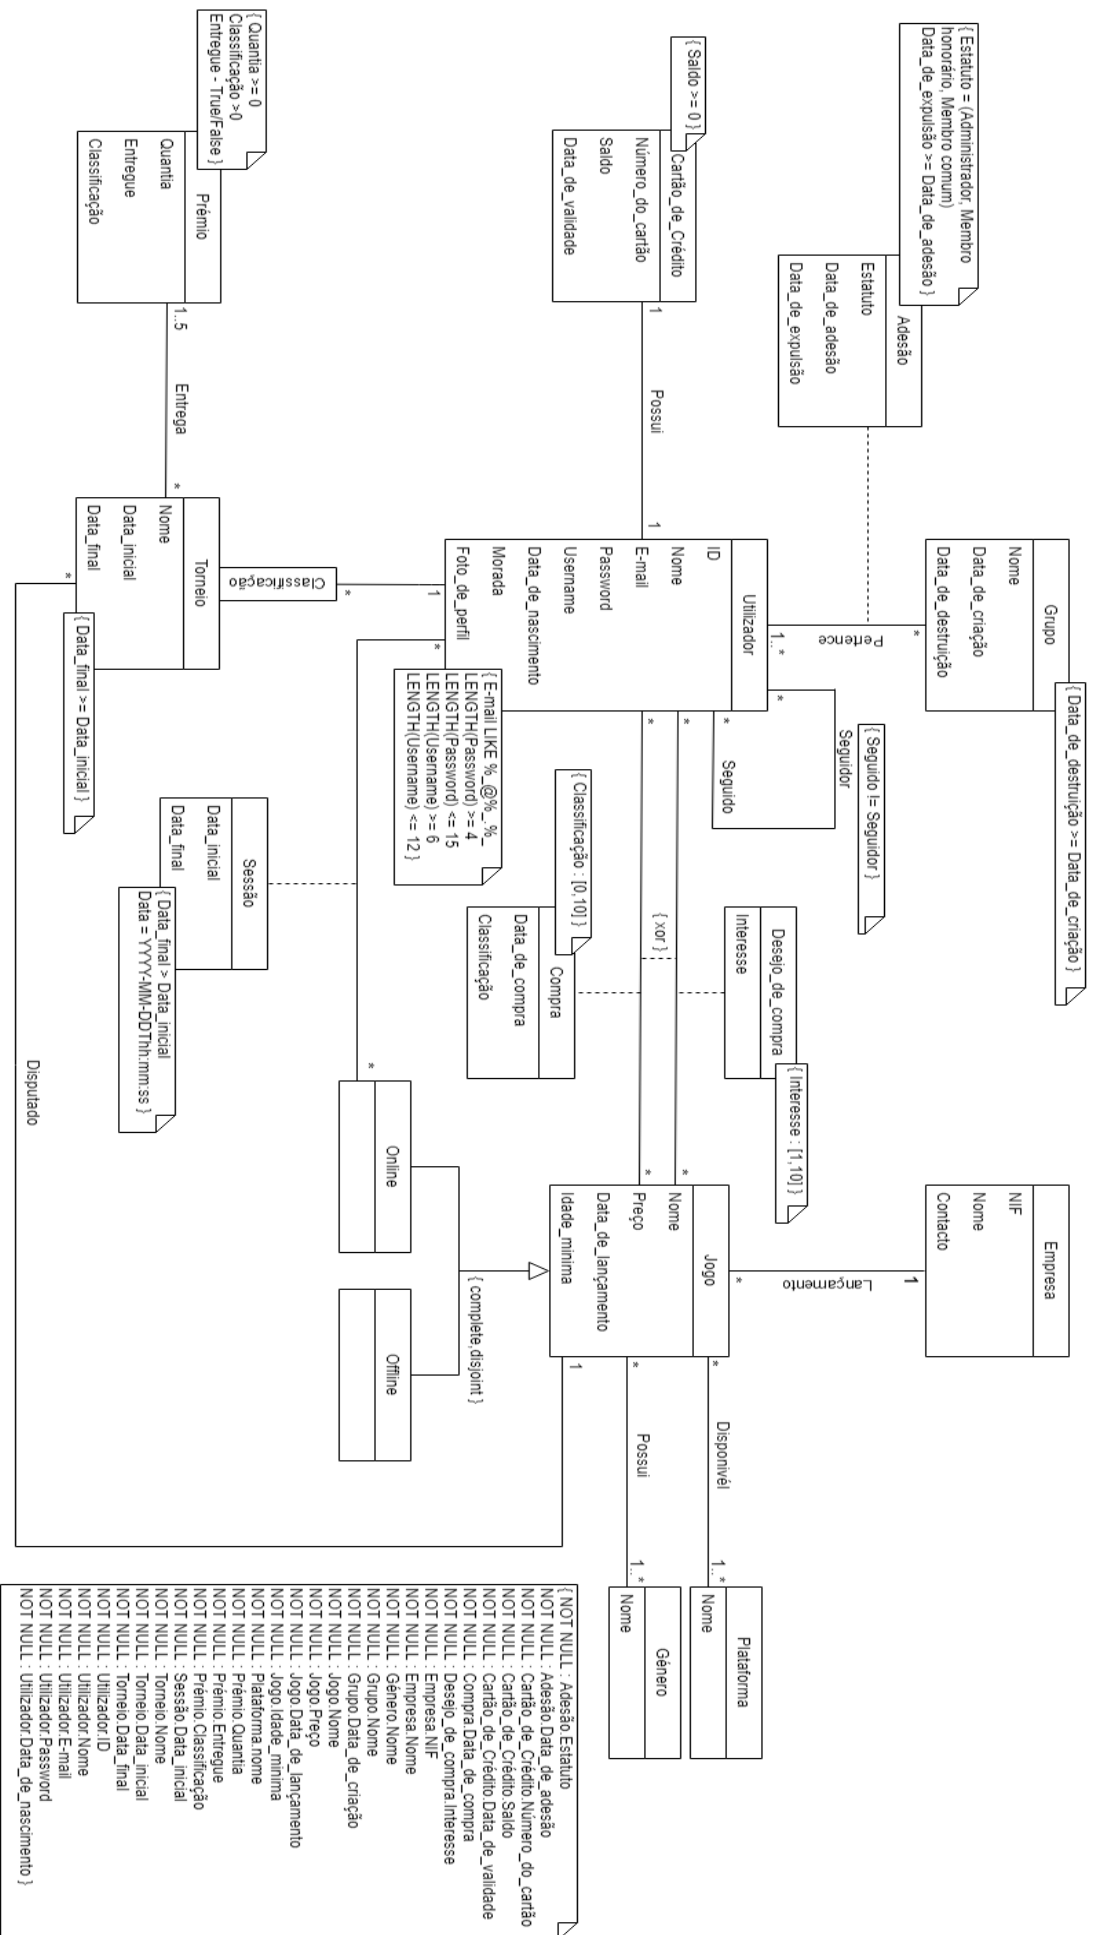 { Estatuto = (Administrador, Membro
honorário, Membro comum)
Data_de_expulsão >= Data_de_adesão }
Adesão
Estatuto
Data_de_adesão
Data_de_expulsão
Grupo
Nome
Data_de_criação
Data_de_destruição
{ Data_de_destruição >= Data_de_criação }
Pertence
*
1..*
Empresa
NIF
Nome
Contacto
1
Lançamento
*
{ Saldo >= 0 }
Cartão_de_Crédito
Número_do_cartão
Saldo
Data_de_validade
1
Possui
1
Utilizador
ID
Nome
E-mail
Password
Username
Data_de_nascimento
Morada
Foto_de_perfil
{ E-mail LIKE %_@%_._%_
LENGTH(Password) >= 4
LENGTH(Password) <= 15
LENGTH(Username) >= 6
LENGTH(Username) <= 12 }
*
Seguidor
*
Seguido
{ Seguido != Seguidor }
Desejo_de_compra
Interesse
{ Interesse : [1,10] }
*
*
{ xor }
*
*
{ Classificação : [0,10] }
Compra
Data_de_compra
Classificação
Jogo
Nome
Preço
Data_de_lançamento
Idade_minima
*
Disponivél
1..*
Plataforma
Nome
*
Possui
1..*
Género
Nome
{ complete,disjoint }
Online
Offline
*
*
Sessão
Data_inicial
Data_final
{ Data_final > Data_inicial
Data = YYYY-MM-DDThh:mm:ss }
{ Quantia >= 0
Classificação >0
Entregue - True/False }
Prémio
Quantia
Entregue
Classificação
1..5
Entrega
*
Torneio
Nome
Data_inicial
Data_final
{ Data_final >= Data_inicial }
1
*
Classificação
*
Disputado
1
{ NOT NULL : Adesão.Estatuto
NOT NULL : Adesão.Data_de_adesão
NOT NULL : Cartão_de_Crédito.Número_do_cartão
NOT NULL : Cartão_de_Crédito.Saldo
NOT NULL : Cartão_de_Crédito.Data_de_validade
NOT NULL : Compra.Data_de_compra
NOT NULL : Desejo_de_compra.Interesse
NOT NULL : Empresa.NIF
NOT NULL : Empresa.Nome
NOT NULL : Género.Nome
NOT NULL : Grupo.Nome
NOT NULL : Grupo.Data_de_criação
NOT NULL : Jogo.Nome
NOT NULL : Jogo.Preço
NOT NULL : Jogo.Data_de_lançamento
NOT NULL : Jogo.Idade_minima
NOT NULL : Plataforma.nome
NOT NULL : Prémio.Quantia
NOT NULL : Prémio.Entregue
NOT NULL : Prémio.Classificação
NOT NULL : Sessão.Data_inicial
NOT NULL : Torneio.Nome
NOT NULL : Torneio.Data_inicial
NOT NULL : Torneio.Data_final
NOT NULL : Utilizador.ID
NOT NULL : Utilizador.Nome
NOT NULL : Utilizador.E-mail
NOT NULL : Utilizador.Password
NOT NULL : Utilizador.Data_de_nascimento }